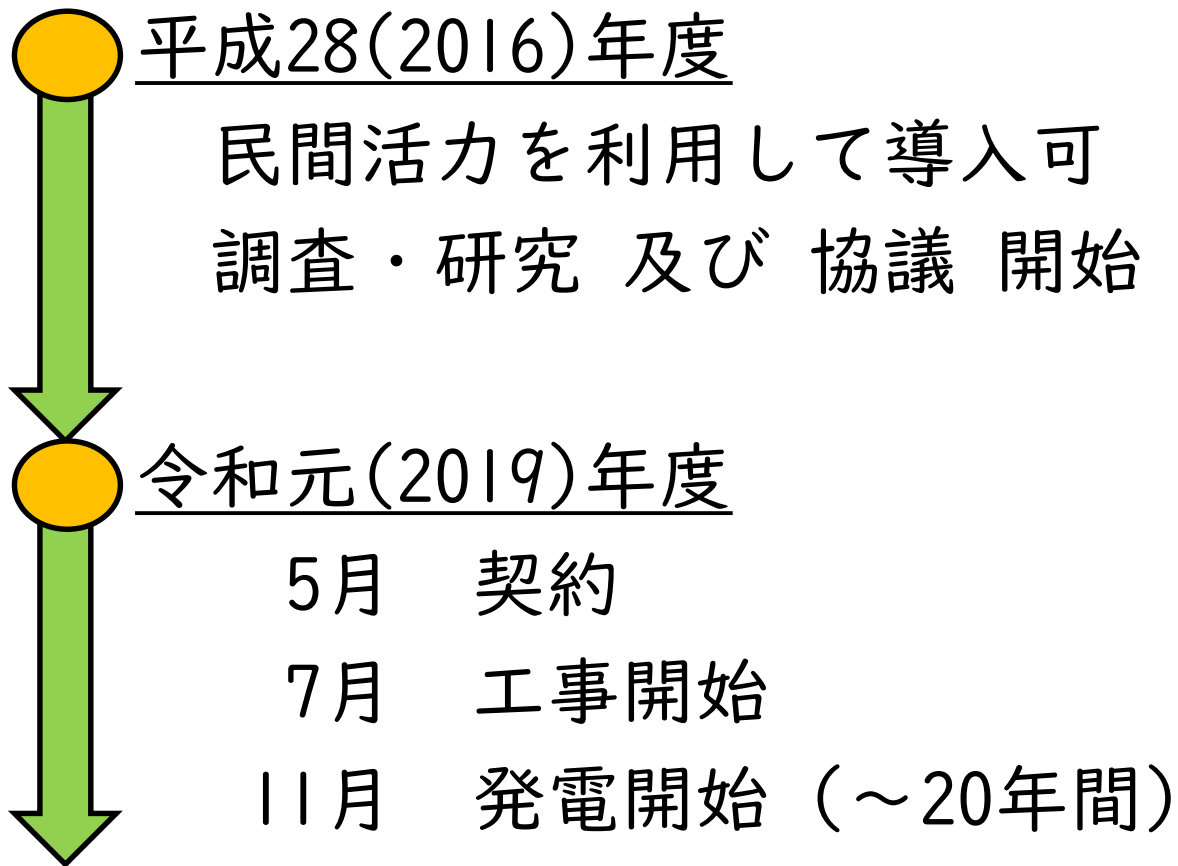 平成28(2016)年度
民間活力を利用して導入可
調査・研究 及び 協議 開始
令和元(2019)年度
5月　契約
7月　工事開始
11月　発電開始（～20年間）